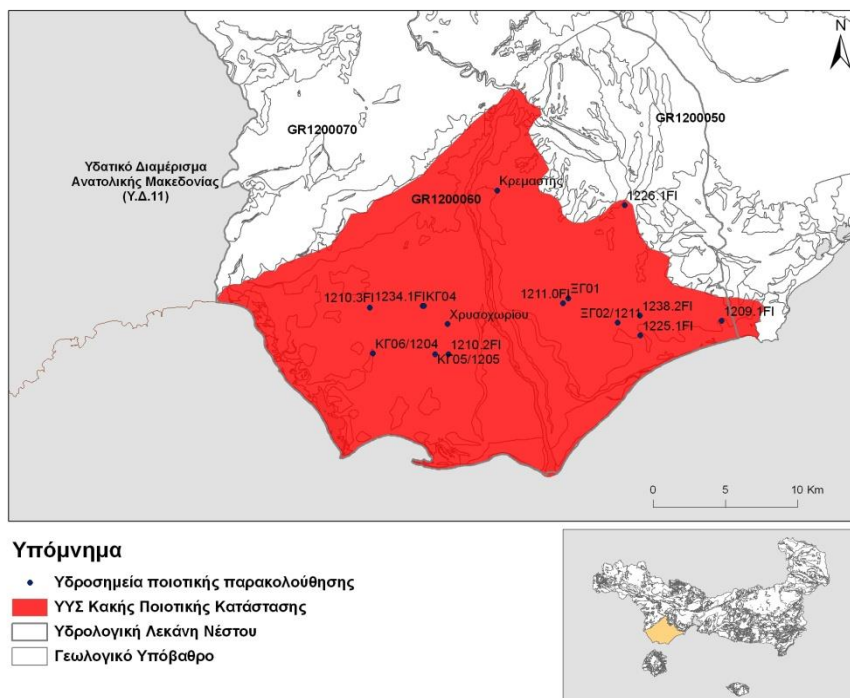 N
GR1200070
GR1200050
Υδατικό Διαμέρισμα
Ανατολικής Μακεδονίας
(Υ.Δ.11)
Κρεμαστής
GR1200060
1226.1FI
1210.3FI
1234.1FI
ΚΓ04
1211.0FI
ΞΓ01
Χρυσοχωρίου
ΞΓ02/1211
1238.2FI
1209.1FI
1225.1FI
ΚΓ06/1204
1210.2FI
ΚΓ05/1205
0 5 10 Km
Υπόμνημα
Υδροσημεία ποιοτικής παρακολούθησης
ΥΥΣ Κακής Ποιοτικής Κατάστασης
Υδρολογική Λεκάνη Νέστου
Γεωλογικό Υπόβαθρο